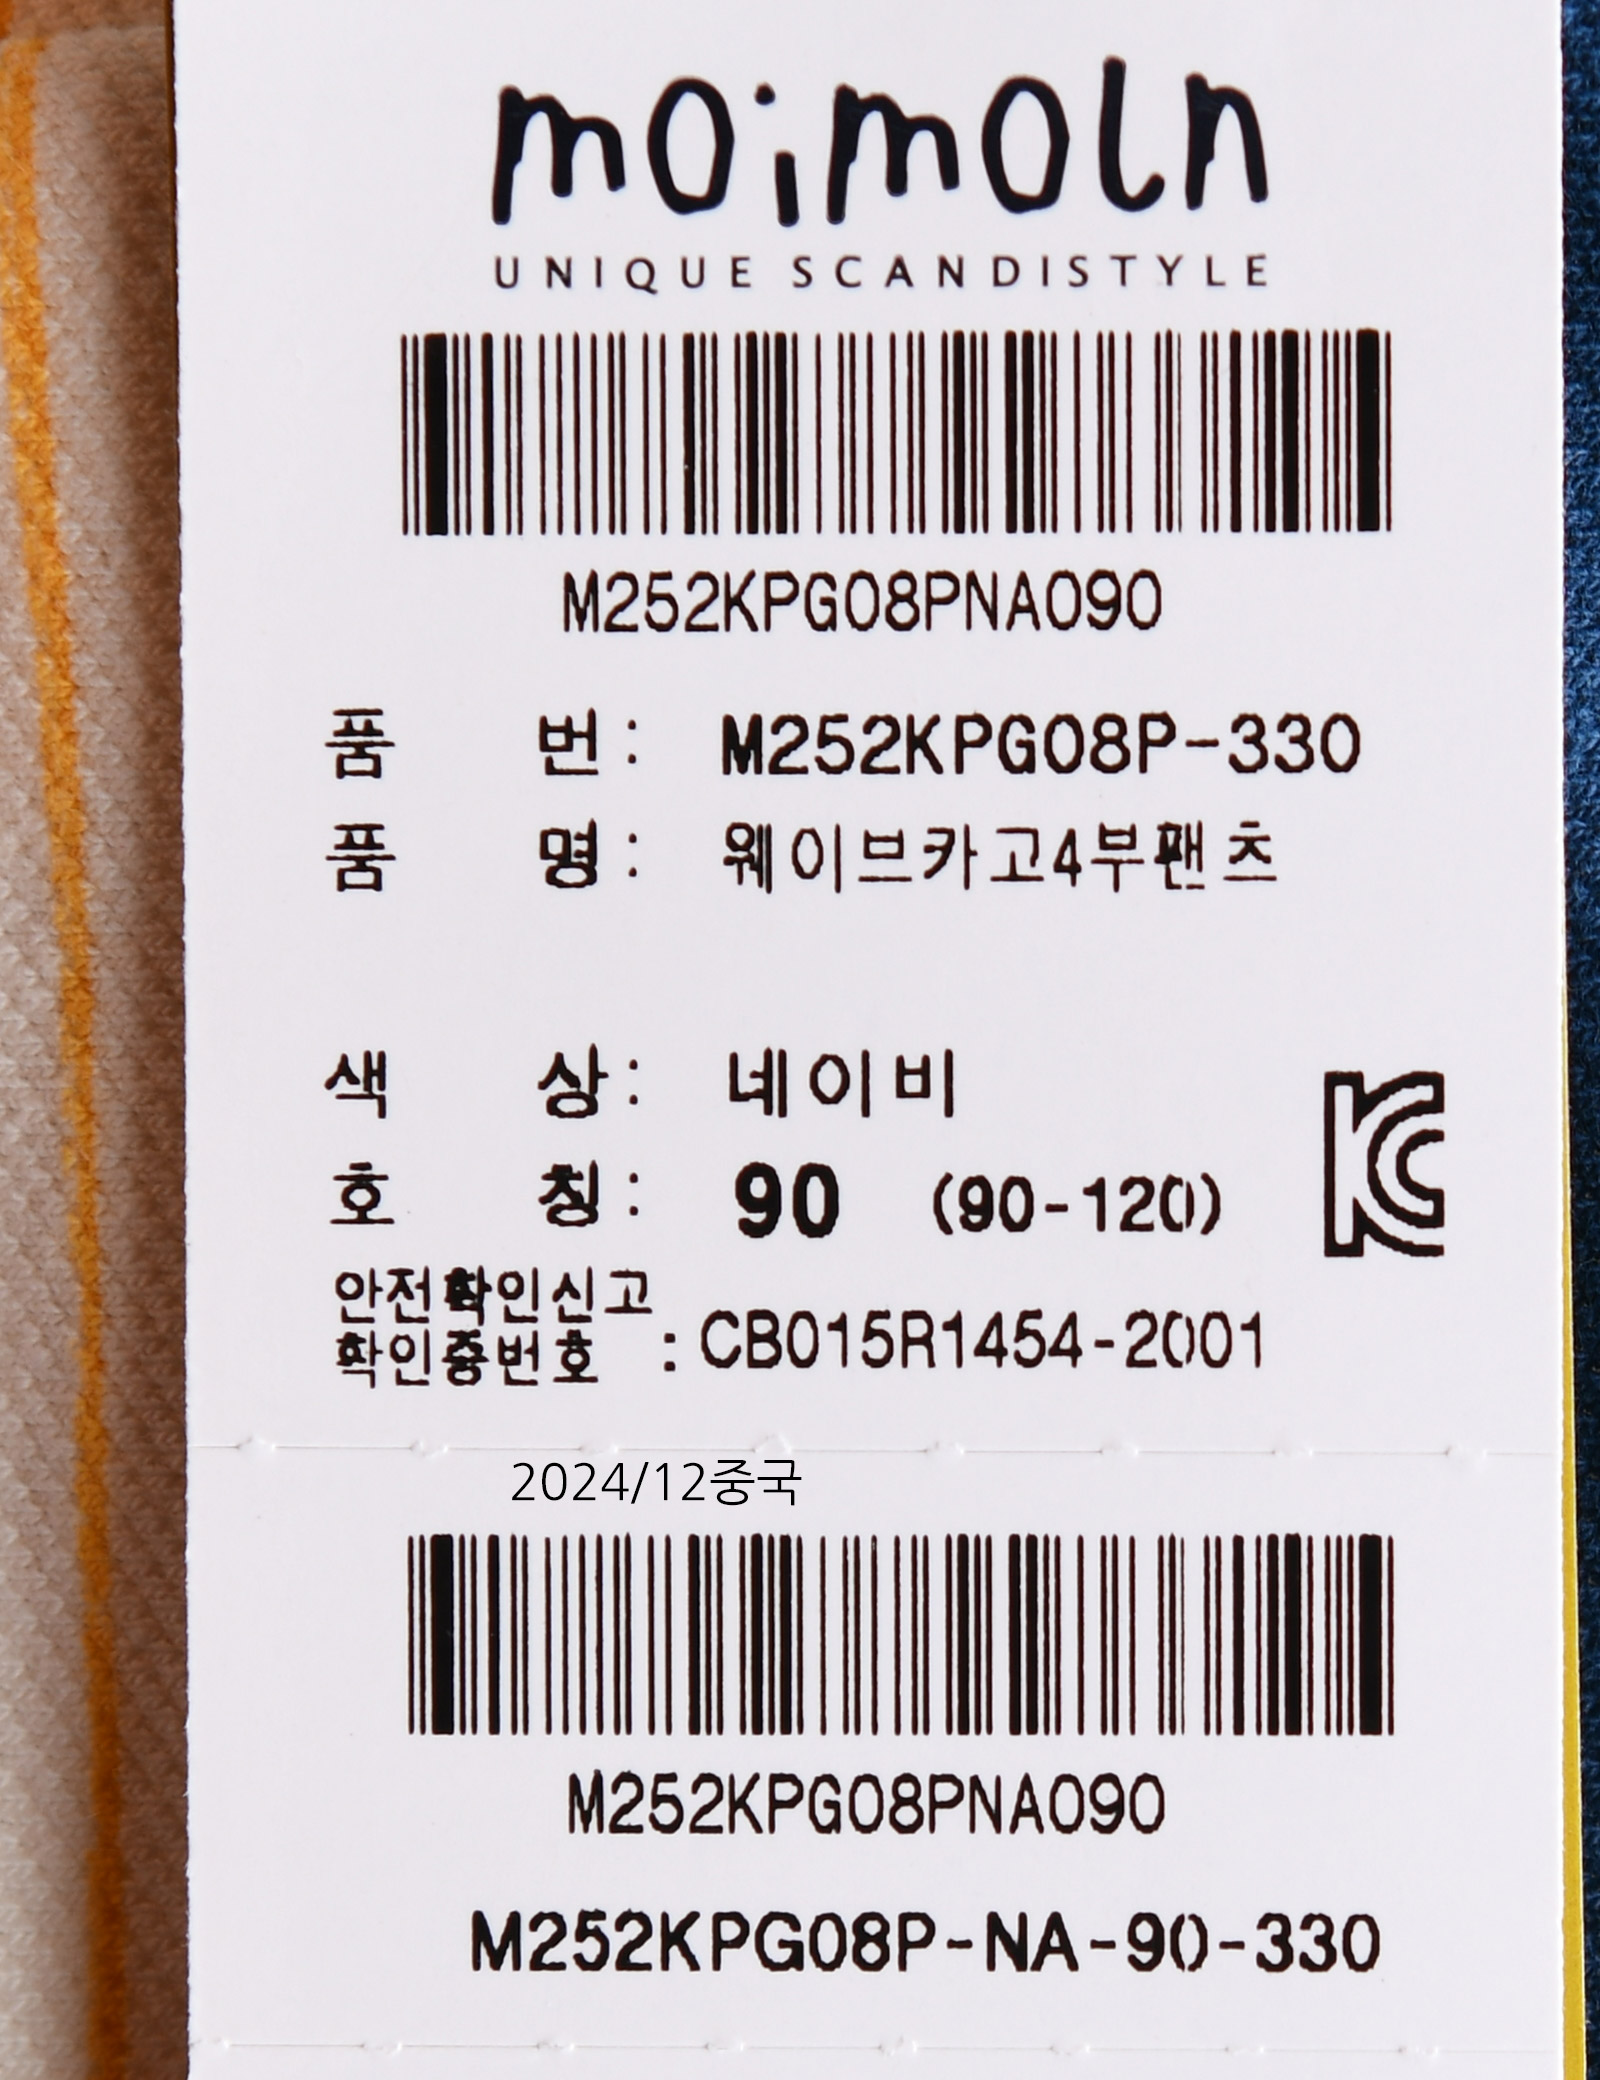 moimoln
UNIQUE SCANDISTYLE
M252KPG08PNA090
품 번 : M252KPG08P-330
품 명 : 웨이브카고4부팬츠
색 상 : 네이비
호 칭 : 90 (90-120)
안전확인신고
확인증번호 : CB015R1454-2001
2024/12중국
M252KPG08PNA090
M252KPG08P-NA-90-330